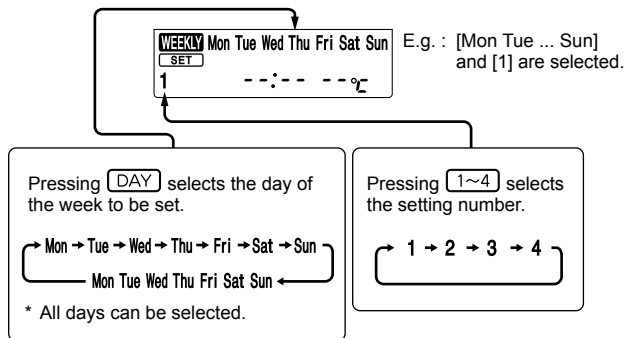 WEEKLY Mon Tue Wed Thu Fri Sat Sun
SET
1 --:-- --℃
E.g. : [Mon Tue ... Sun]
and [1] are selected.
Pressing DAY selects the day of
the week to be set.
Mon → Tue → Wed → Thu → Fri → Sat → Sun
Mon Tue Wed Thu Fri Sat Sun
* All days can be selected.
Pressing 1~4 selects
the setting number.
1 → 2 → 3 → 4